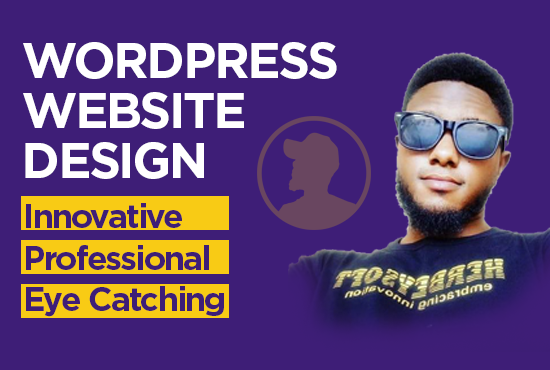 WORDPRESS
WEBSITE
DESIGN
Innovative
Professional
Eye Catching
HERBEYSOFT
embracing innovation